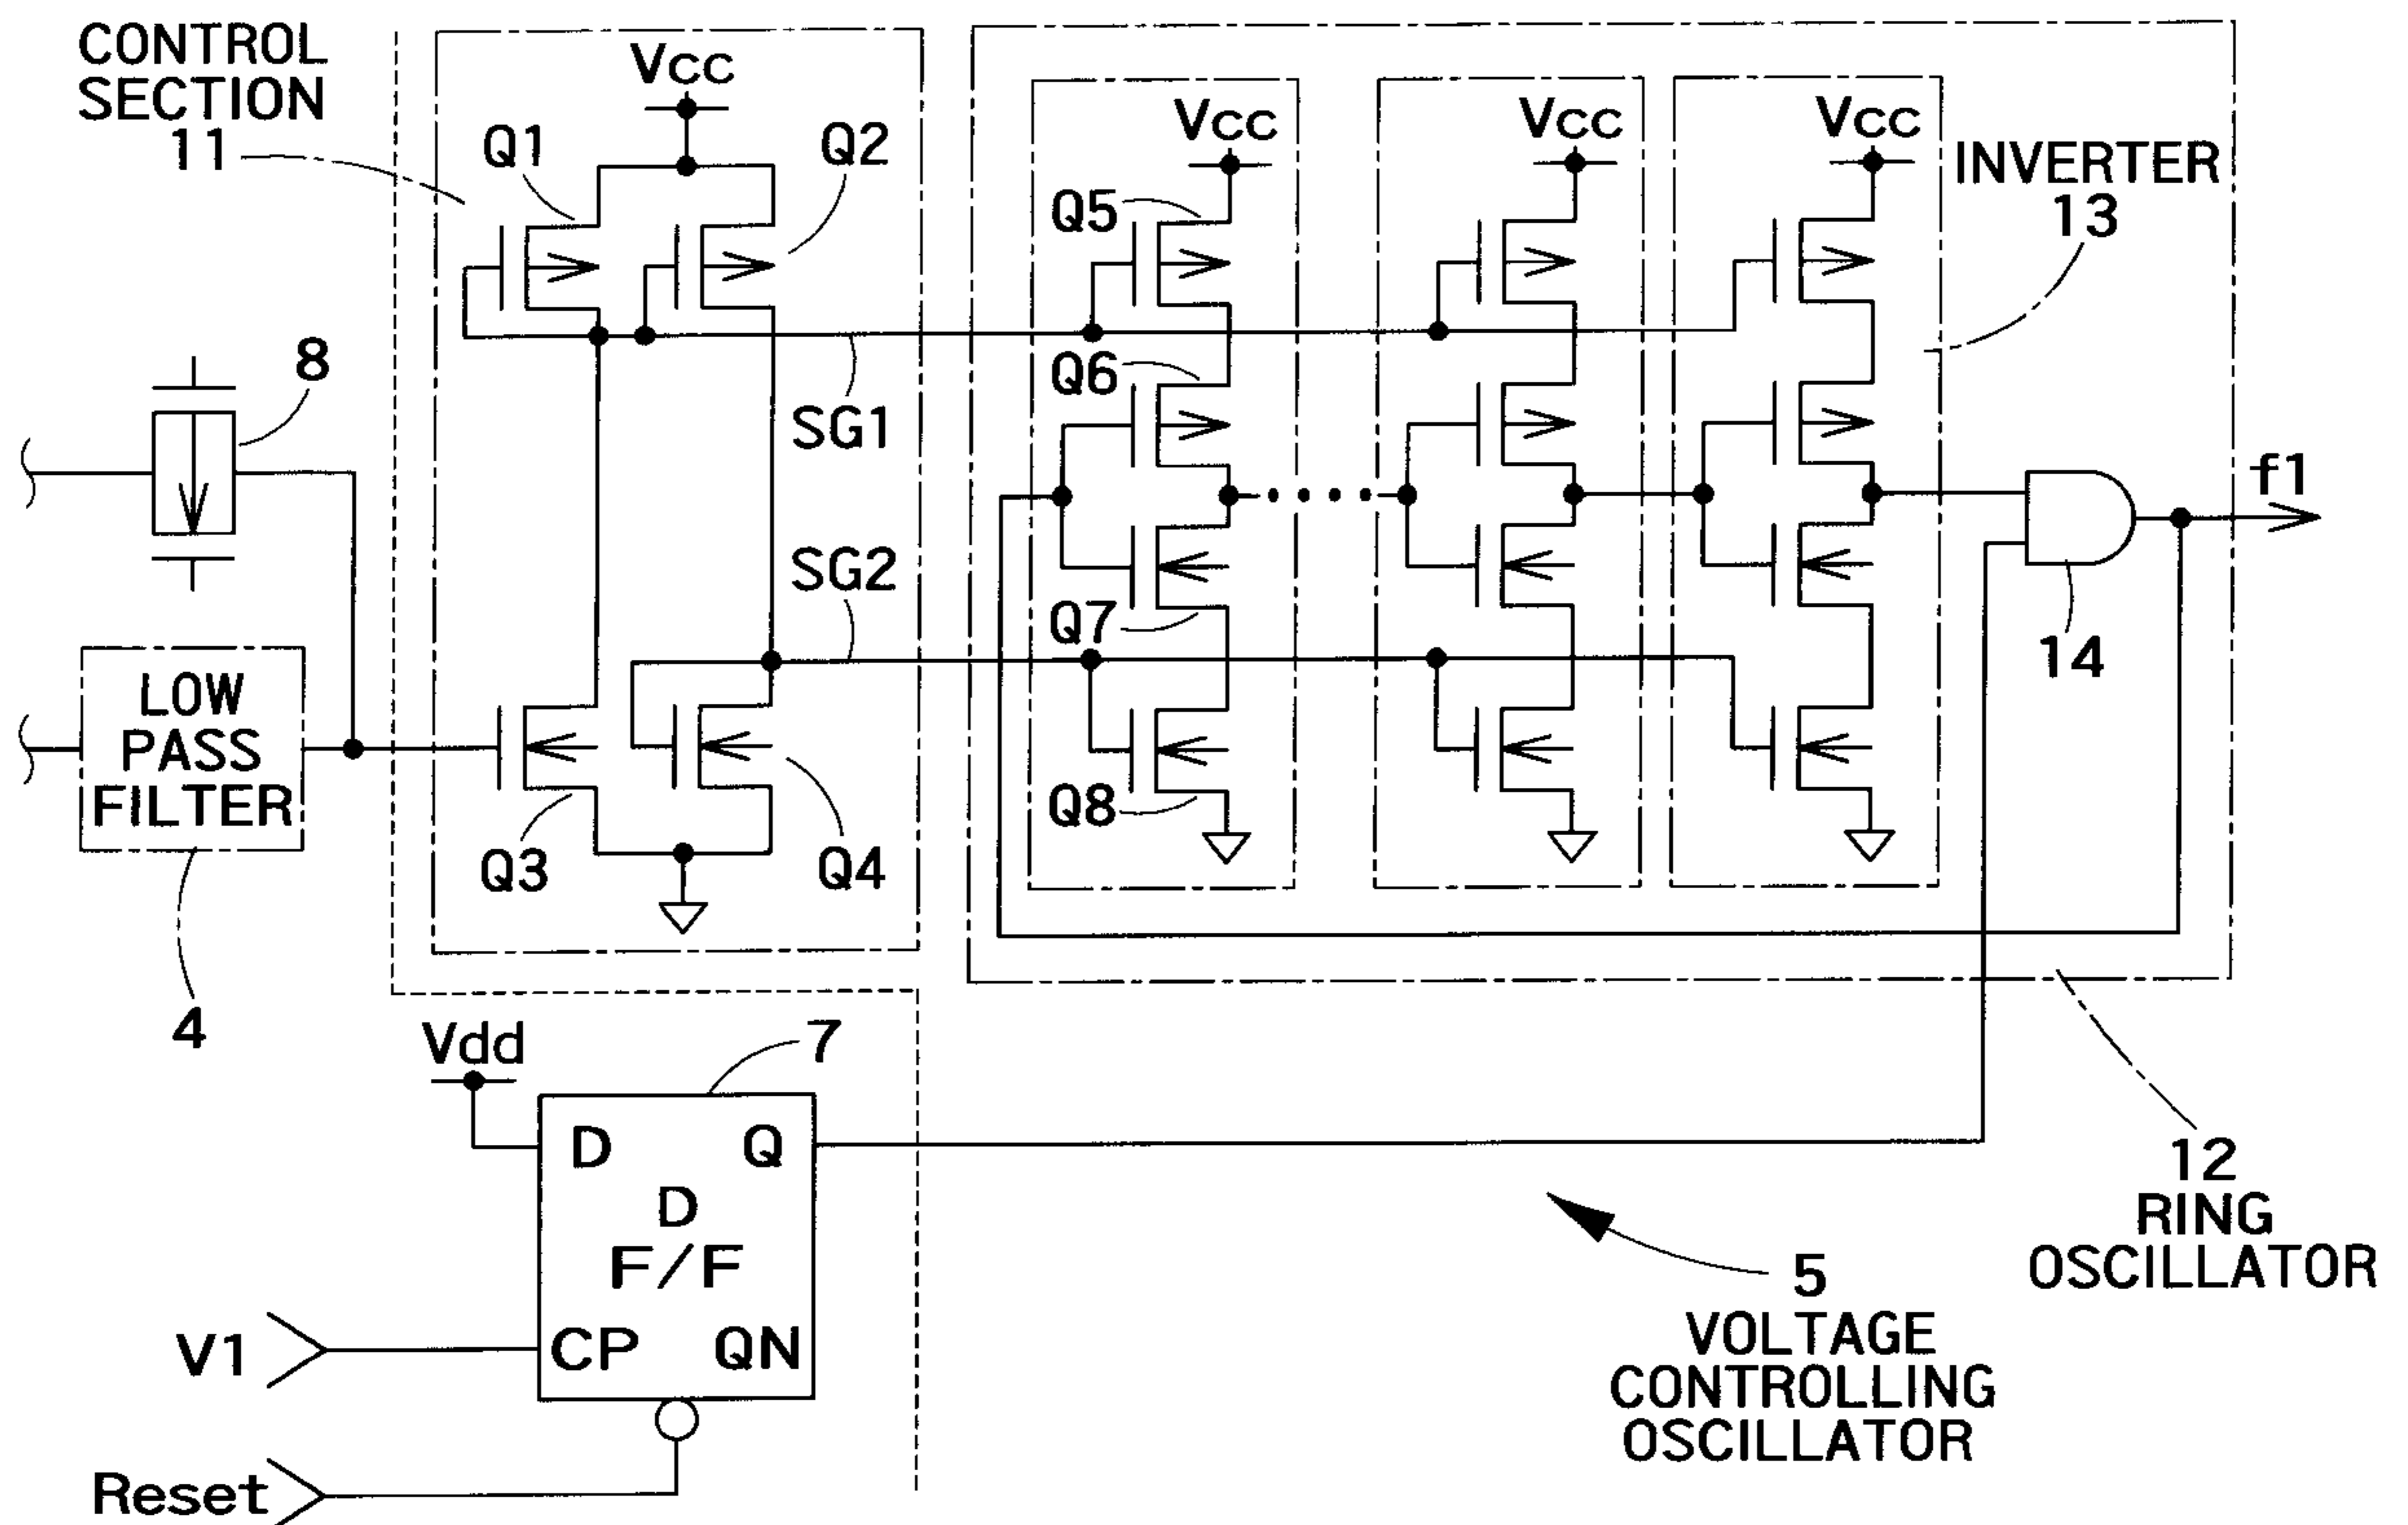 CONTROL
SECTION
11
Vcc
Q1
Q2
Vcc
Vcc
Vcc
INVERTER
13
Q5
8
Q6
SG1
f1
SG2
Q7
14
LOW
PASS
FILTER
Q3
Q4
Q8
4
Vdd
7
D
Q
D
F/F
CP
QN
V1
Reset
12
RING
OSCILLATOR
5
VOLTAGE
CONTROLLING
OSCILLATOR